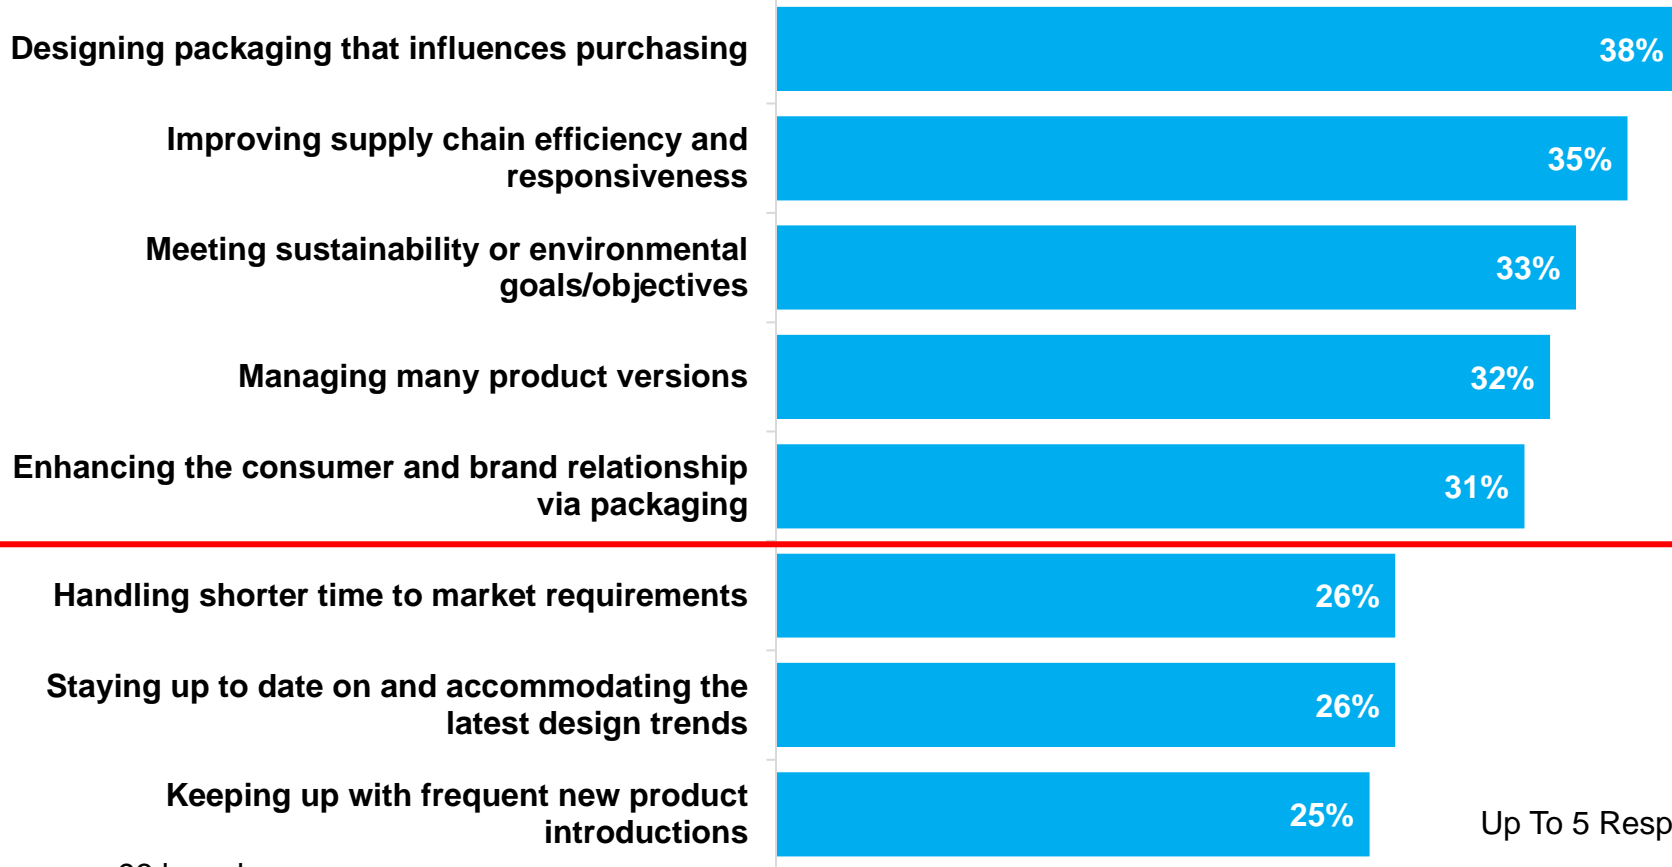 Designing packaging that influences purchasing
38%
Improving supply chain efficiency and
responsiveness
35%
Meeting sustainability or environmental
goals/objectives
33%
Managing many product versions
32%
Enhancing the consumer and brand relationship
via packaging
31%
Handling shorter time to market requirements
26%
Staying up to date on and accommodating the
latest design trends
26%
Keeping up with frequent new product
introductions
25%
Up To 5 Resp